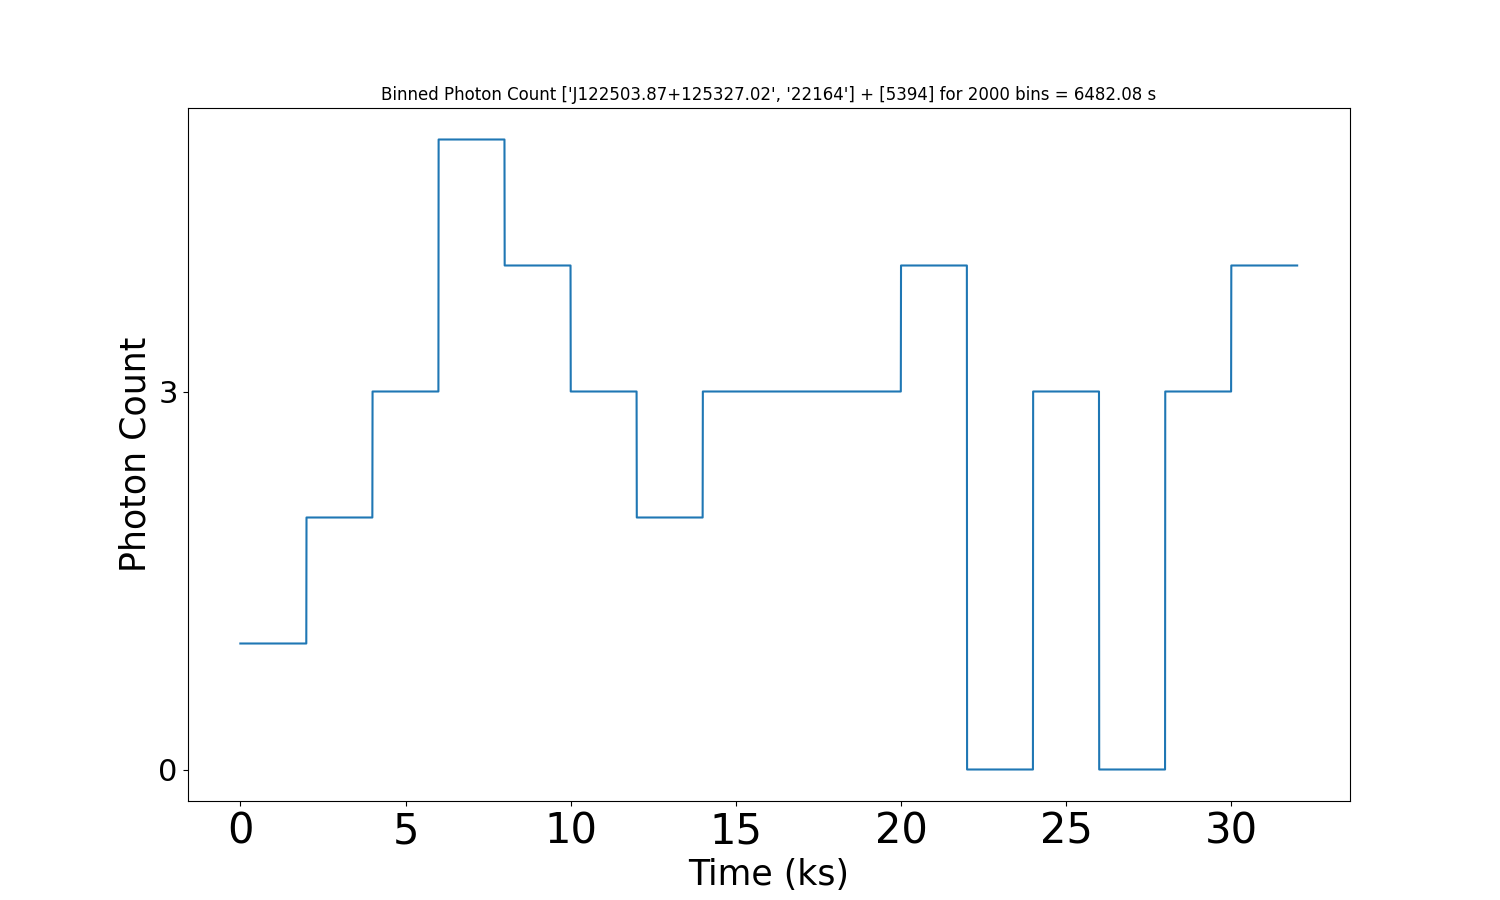 Binned Photon Count ['J122503.87+125327.02', '22164'] + [5394] for 2000 bins = 6482.08 s
Photon Count
3
0
0 5 10 15 20 25 30
Time (ks)